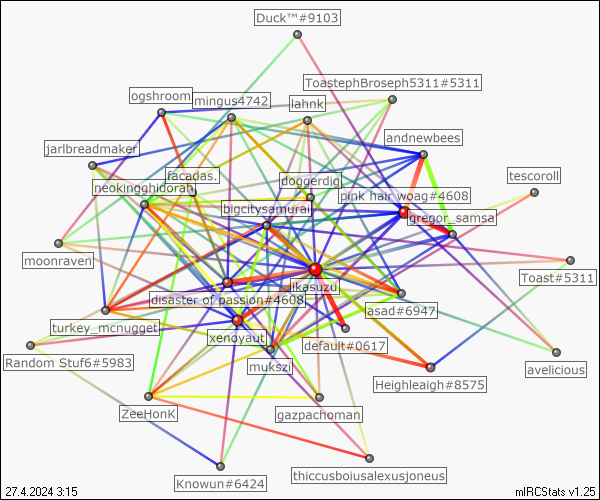 Duck™#9103
ToastephBroseph5311#5311
ogshroom
mingus4742
lahnk
andnewbees
jarlbreadmaker
facadas.
doggerdig
tescoroll
neokingghidorah
pink hair woag#4608
bigcitysamurai
gregor_samsa
moonraven
Toast#5311
likasuzu
disaster of passion#4608
lasad#6947
turkey_mcnugget
xenoyaut
default#0617
Random Stuf6#5983
mukszi
avelicious
Heighleaigh#8575
ZeeHonK
gazpachoman
Knowun#6424
thiccusboiusalexusjoneus
27.4.2024 3:15
mIRCStats v1.25